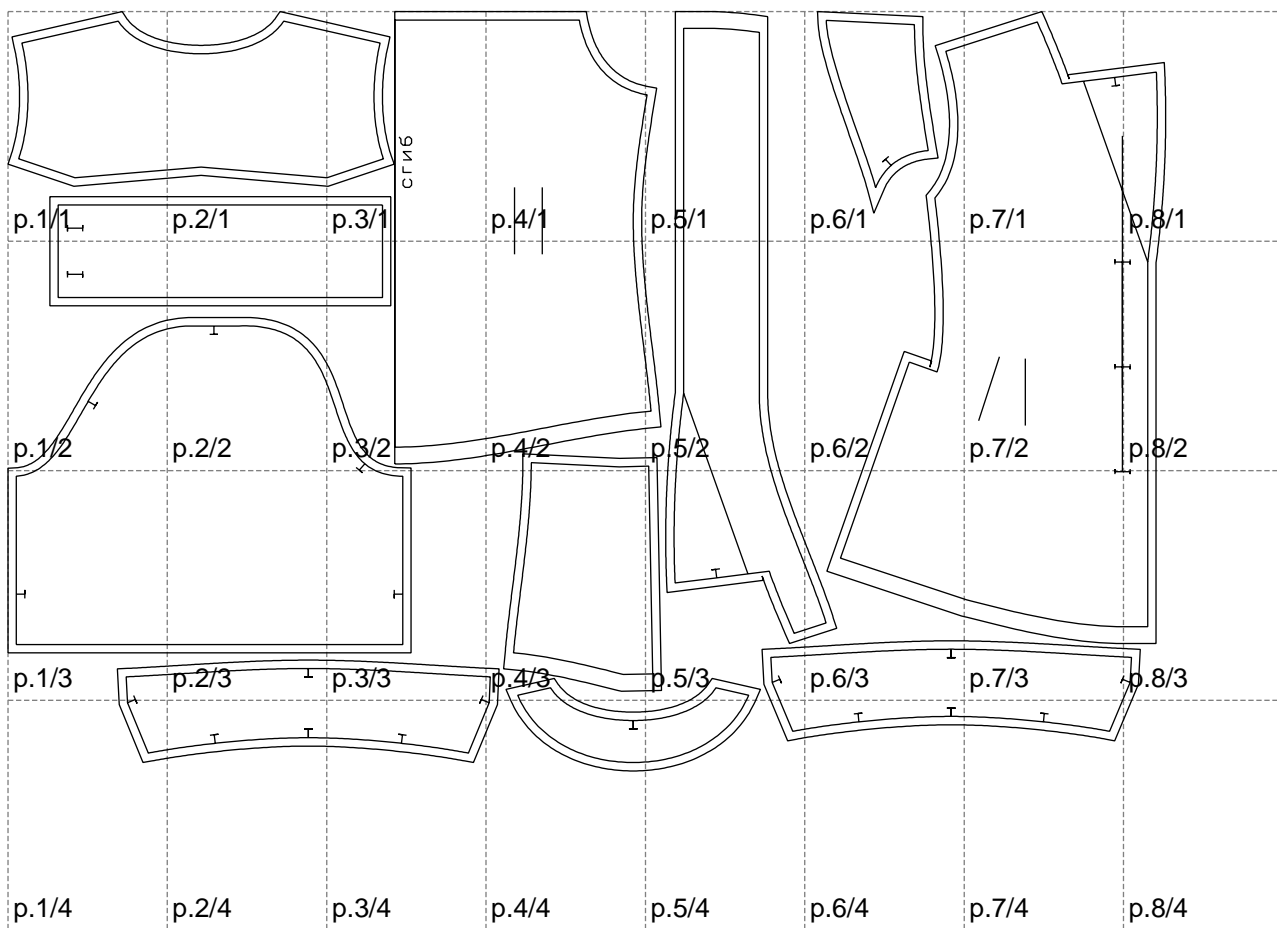 сгиб
p.1/1 p.2/1 p.3/1 p.4/1 p.5/1 p.6/1 p.7/1 p.8/1
p.1/2 p.2/2 p.3/2 p.4/2 p.5/2 p.6/2 p.7/2 p.8/2
p.1/3 p.2/3 p.3/3 p.4/3 p.5/3 p.6/3 p.7/3 p.8/3
p.1/4 p.2/4 p.3/4 p.4/4 p.5/4 p.6/4 p.7/4 p.8/4